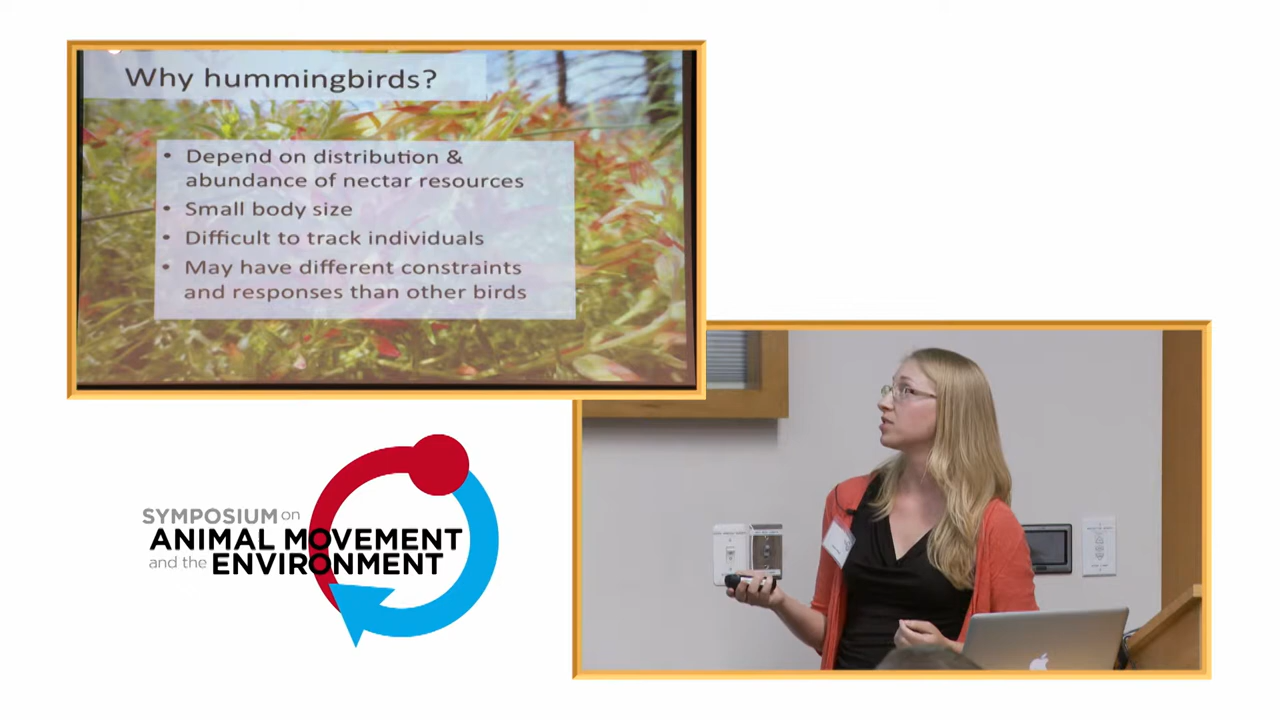 Why hummingbirds?
• Depend on distribution &
abundance of nectar resources
• Small body size
• Difficult to track individuals
• May have different constraints
and responses than other birds
SYMPOSIUM on
ANIMAL MOVEMENT
and the ENVIRONMENT